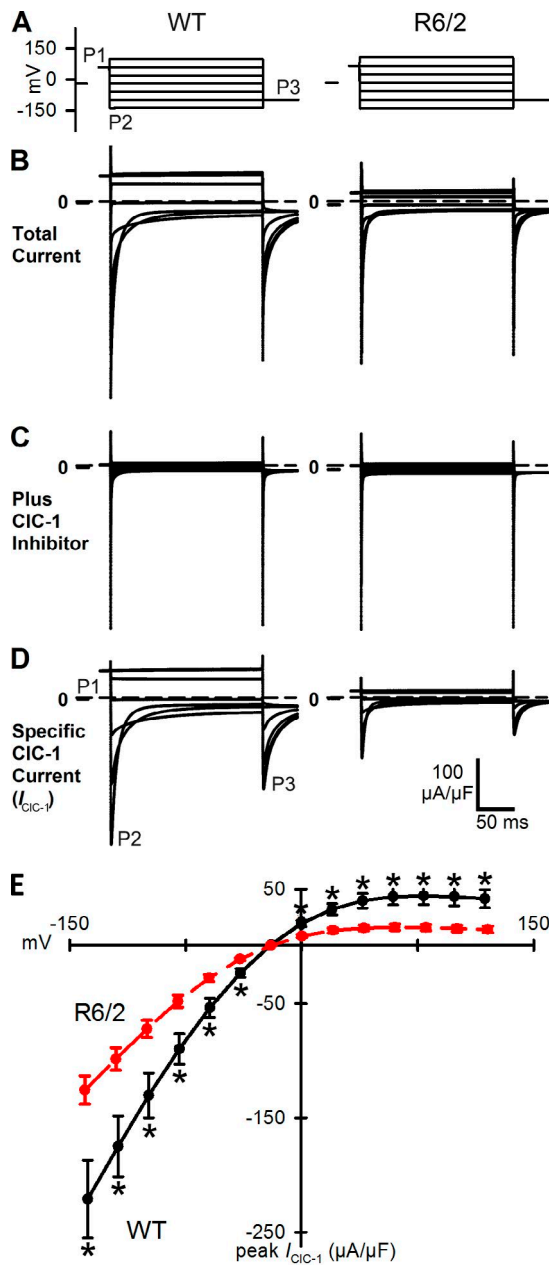 A
WT
R6/2
150
mV
0
-150
P1
P2
P3
B
0
0
Total
Current
C
0
0
Plus
ClC-1
Inhibitor
D
P1
0
0
Specific
ClC-1
Current
(I ClC-1)
P2
P3
100
µA/µF
50 ms
E
50
* * * * * * *
-150
150
mV
R6/2
-50
*
*
*
*
*
*
-150
WT
-250
peak I ClC-1 (µA/µF)